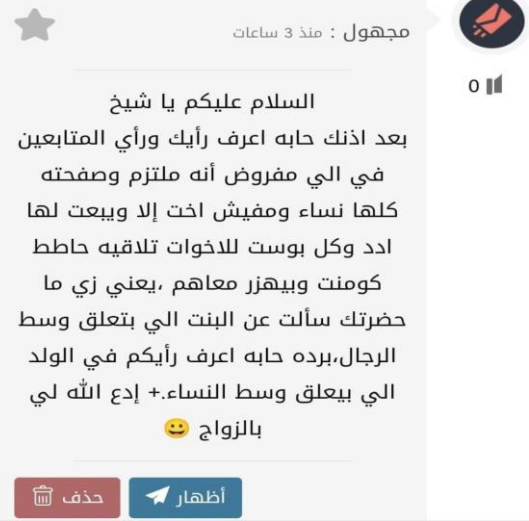 مجهول : منذ 3 ساعات
0
السلام عليكم يا شيخ
بعد اذنك حابه اعرف رأيك ورأي المتابعين
في الي مفروض أنه ملتزم وصفحته
كلها نساء ومفيش اخت إلا ويبعت لها
ادد وكل بوست للاخوات تلاقيه حاطط
كومنت وبيهزر معاهم ،يعني زي ما
حضرتك سألت عن البنت الي بتعلق وسط
الرجال،برده حابه اعرف رأيكم في الولد
الي بيعلق وسط النساء.+ إدع الله لي
بالزواج 😀
أظهار
حذف